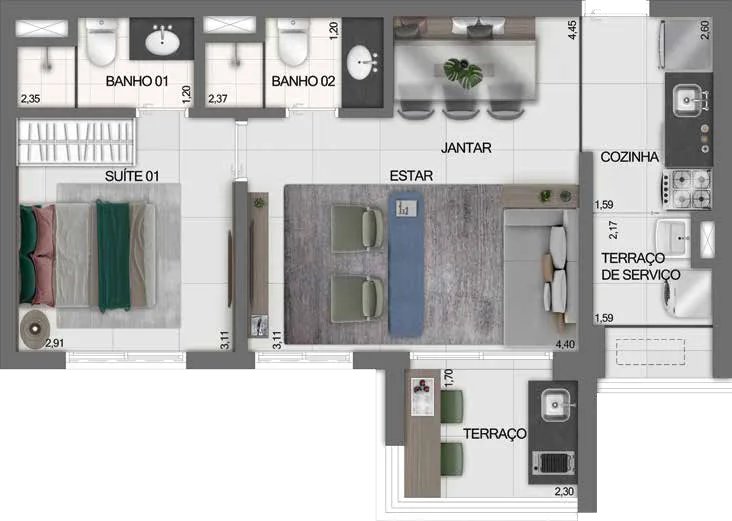 1,20
4,45
2,60
BANHO 01
BANHO 02
2,35
1,20
2,37
JANTAR
COZINHA
SUÍTE 01
ESTAR
1,59
2,17
TERRAÇO
DE SERVIÇO
1,59
2,91
3,11
3,11
4,40
1,70
TERRAÇO
2,30